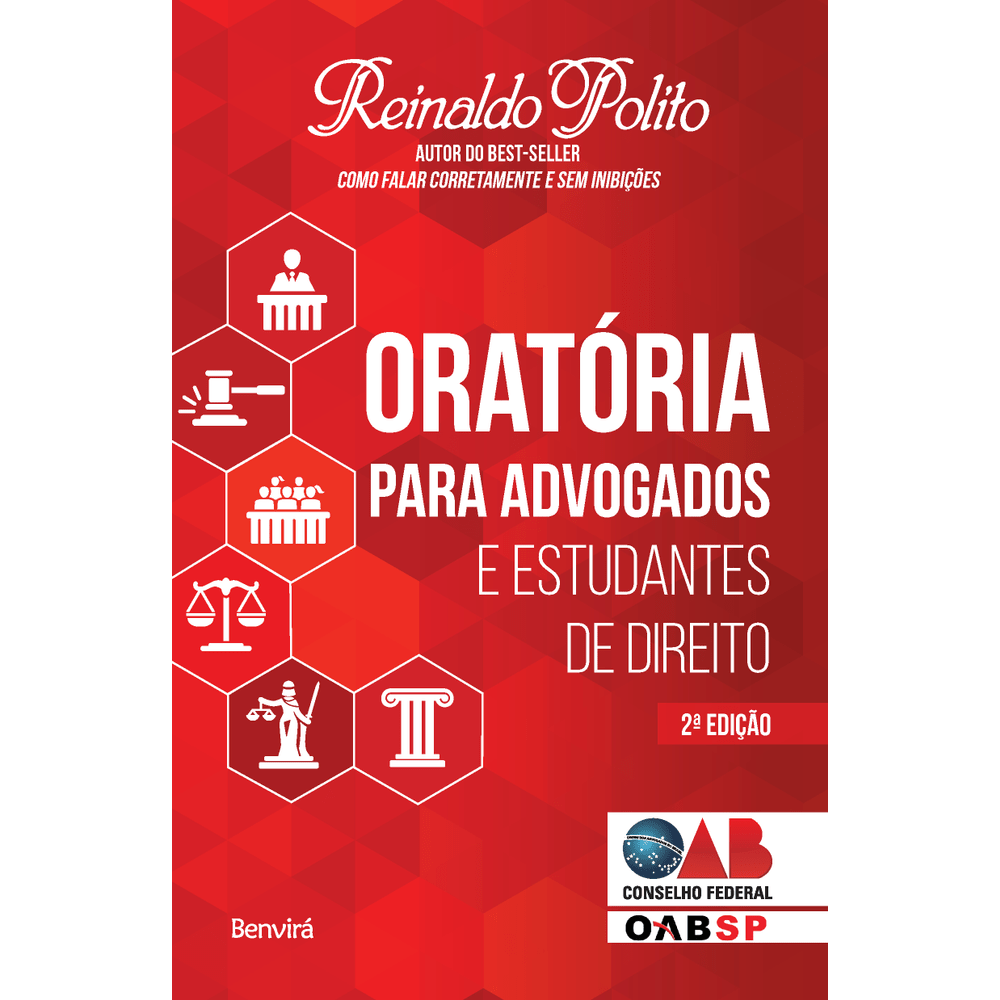 Reinaldo Polito
AUTOR DO BEST-SELLER
COMO FALAR CORRETAMENTE E SEM INIBIÇÕES
ORATÓRIA
PARA ADVOGADOS
E ESTUDANTES
DE DIREITO
2ª EDIÇÃO
OAB
CONSELHO FEDERAL
OABSP
Benvirá